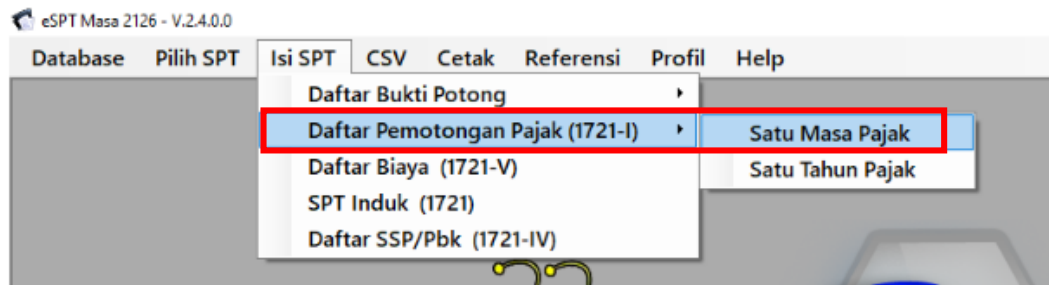 eSPT Masa 2126 - V.2.4.0.0
Database Pilih SPT Isi SPT CSV Cetak Referensi Profil Help
Daftar Bukti Potong
Daftar Pemotongan Pajak (1721-I) Satu Masa Pajak
Daftar Biaya (1721-V) Satu Tahun Pajak
SPT Induk (1721)
Daftar SSP/Pbk (1721-IV)